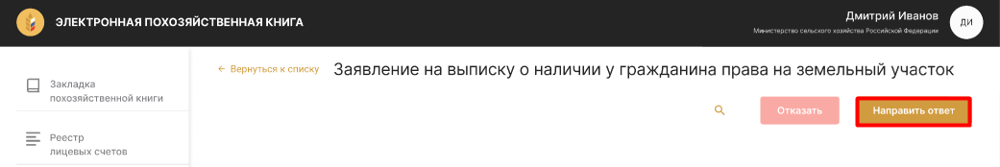 ЭЛЕКТРОННАЯ ПОХОЗЯЙСТВЕННАЯ КНИГА
Дмитрий Иванов
Министерство сельского хозяйства Российской Федерации
ДИ
← Вернуться к списку
Заявление на выписку о наличии у гражданина права на земельный участок
Закладка
похозяйственной книги
Отказать
Направить ответ
Реестр
лицевых счетов